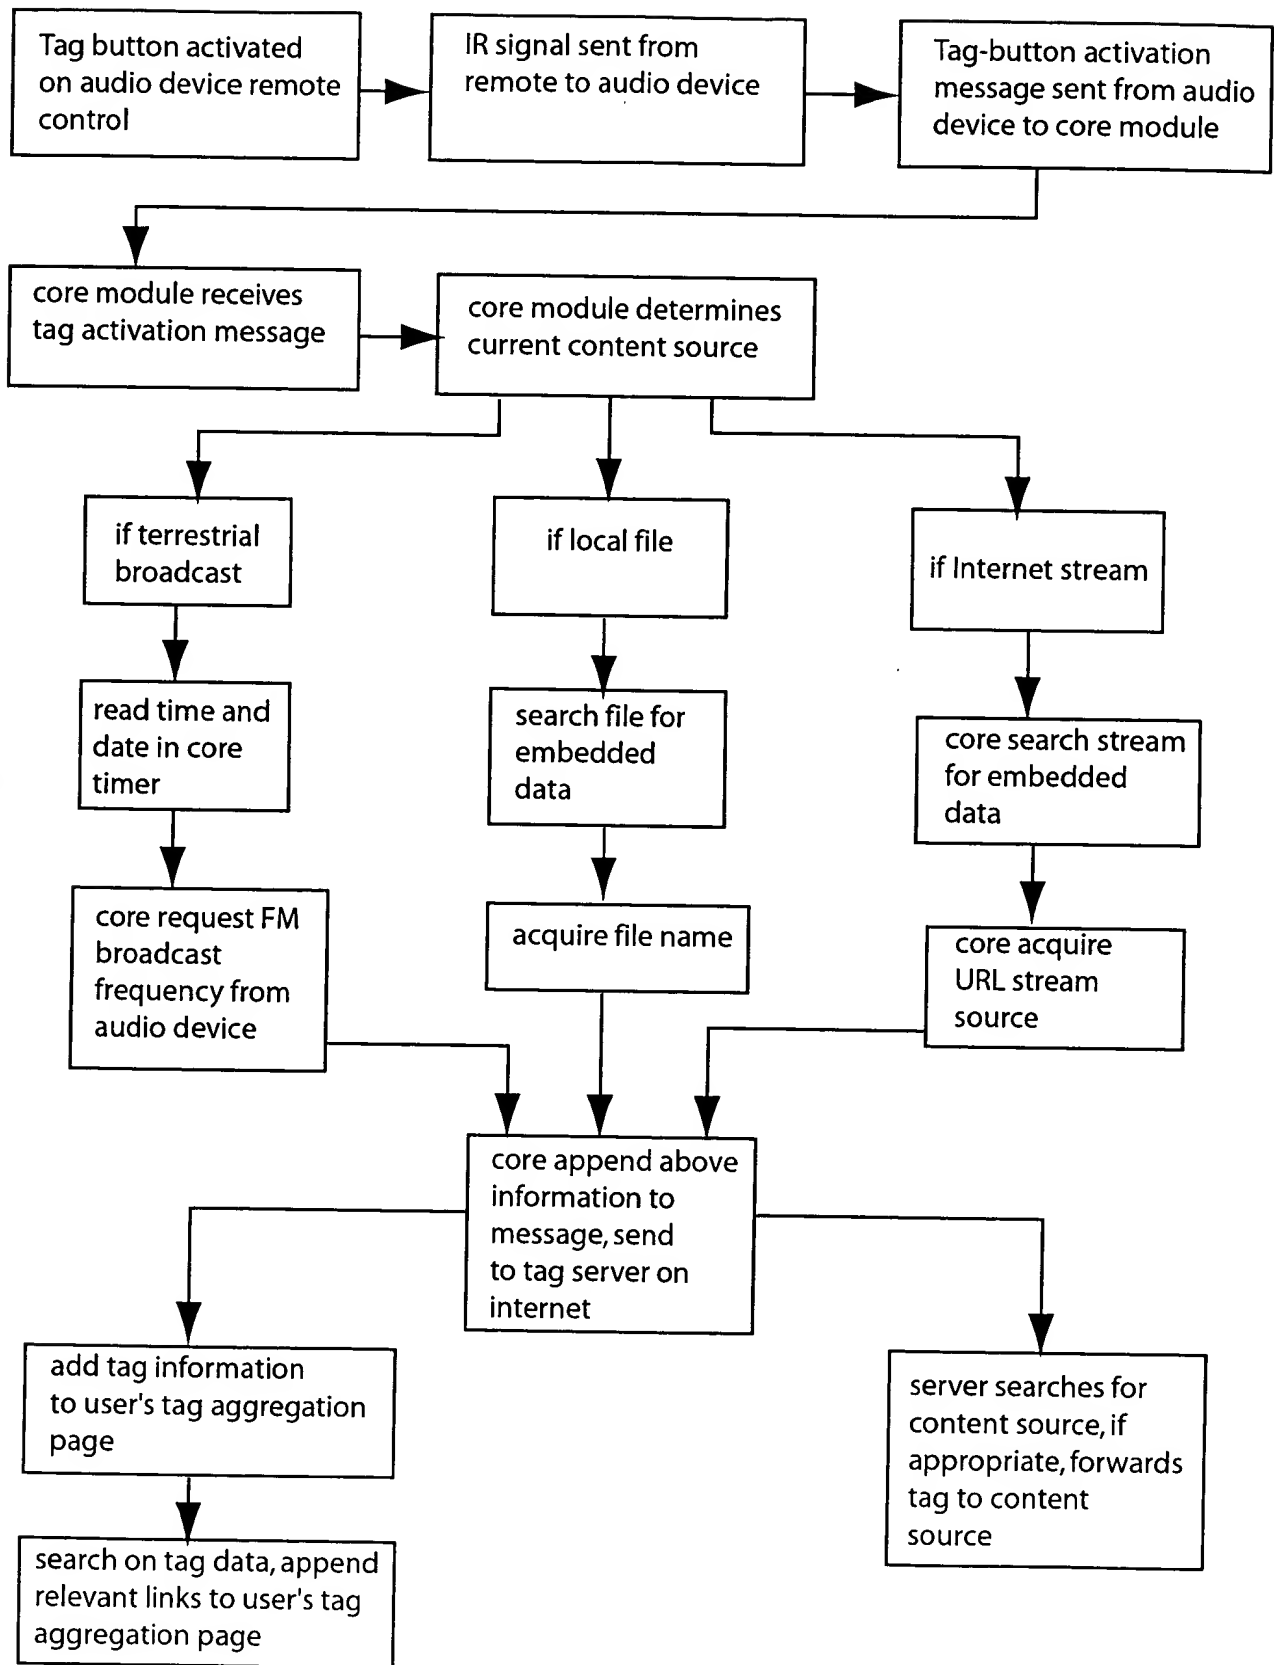 Tag button activated
on audio device remote
control
IR signal sent from
remote to audio device
Tag-button activation
message sent from audio
device to core module
core module receives
tag activation message
core module determines
current content source
if terrestrial
broadcast
if local file
if Internet stream
read time and
date in core
timer
search file for
embedded
data
core search stream
for embedded
data
core request FM
broadcast
frequency from
audio device
acquire file name
core acquire
URL stream
source
core append above
information to
message, send
to tag server on
internet
add tag information
to user's tag aggregation
page
server searches for
content source, if
appropriate, forwards
tag to content
source
search on tag data, append
relevant links to user's tag
aggregation page